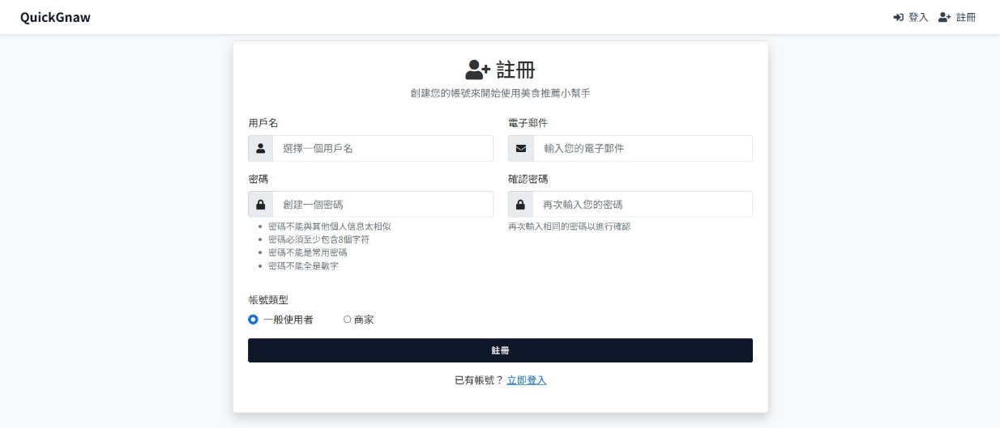 QuickGnaw
登入
註冊
註冊
創建您的帳號來開始使用美食推薦小幫手
用戶名
電子郵件
選擇一個用戶名
輸入您的電子郵件
密碼
確認密碼
創建一個密碼
再次輸入您的密碼
密碼不能與其他個人信息太相似
密碼必須至少包含8個字符
密碼不能是常用密碼
密碼不能全是數字
再次輸入相同的密碼以進行確認
帳號類型
一般使用者
商家
註冊
已有帳號？ 立即登入